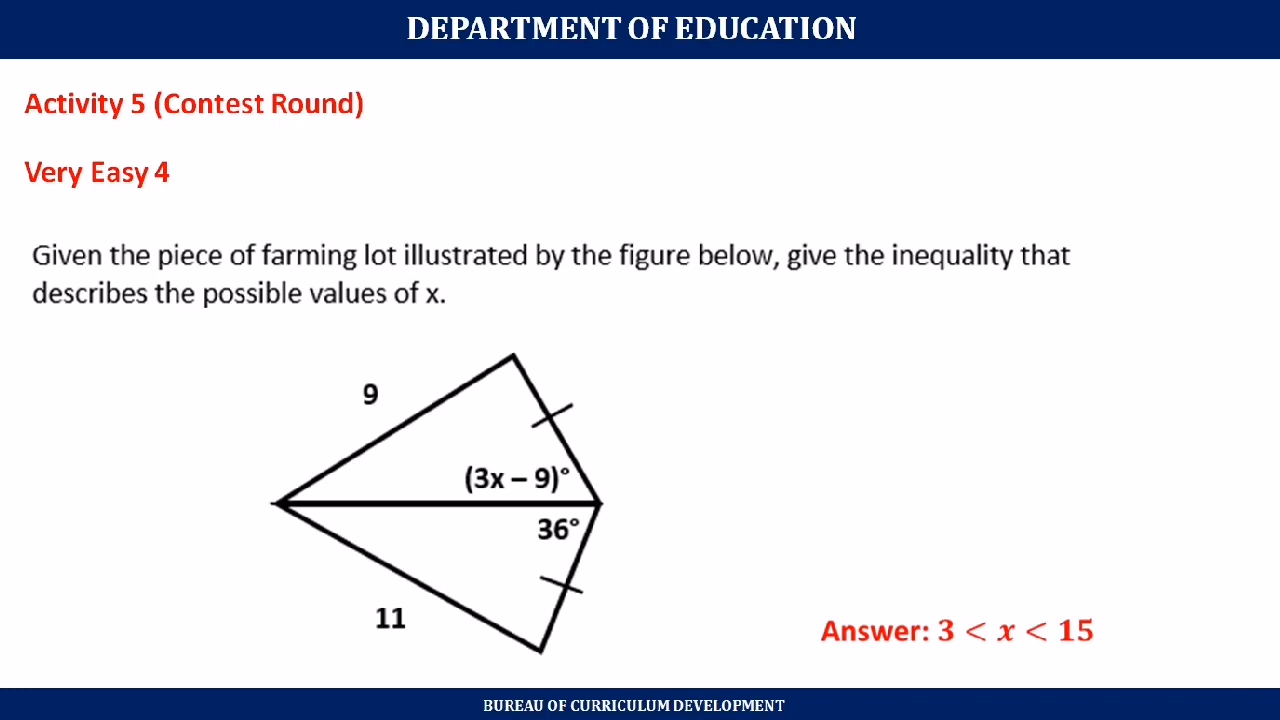 DEPARTMENT OF EDUCATION
Activity 5 (Contest Round)
Very Easy 4
Given the piece of farming lot illustrated by the figure below, give the inequality that
describes the possible values of x.
9
(3x – 9)°
36°
11
Answer: 3 < x < 15
BUREAU OF CURRICULUM DEVELOPMENT